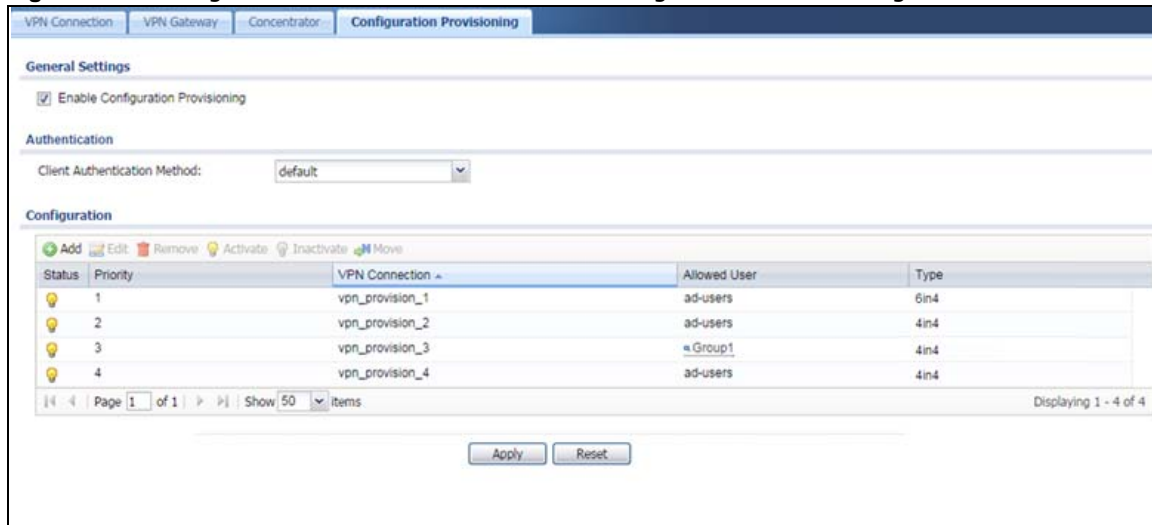 VPN Connection VPN Gateway Concentrator Configuration Provisioning
General Settings
Enable Configuration Provisioning
Authentication
Client Authentication Method: default
Configuration
Add Edit Remove Activate Inactivate Move
Status Priority VPN Connection Allowed User Type
1 vpn_provision_1 ad-users 6in4
2 vpn_provision_2 ad-users 4in4
3 vpn_provision_3 Group1 4in4
4 vpn_provision_4 ad-users 4in4
Page 1 of 1 Show 50 items Displaying 1 - 4 of 4
Apply Reset